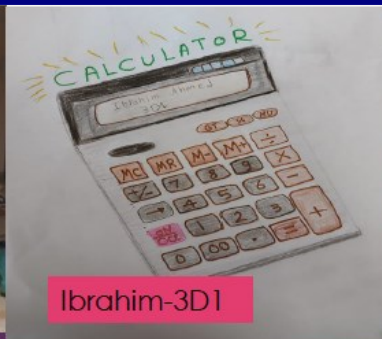 CALCULATOR
Ibrahim Ahmed
3D1
GT MU
MC MR M- M+ ÷
+/- 7 8 9 X
→ 4 5 6 -
1 2 3 +
0 00 . =
Ibrahim-3D1